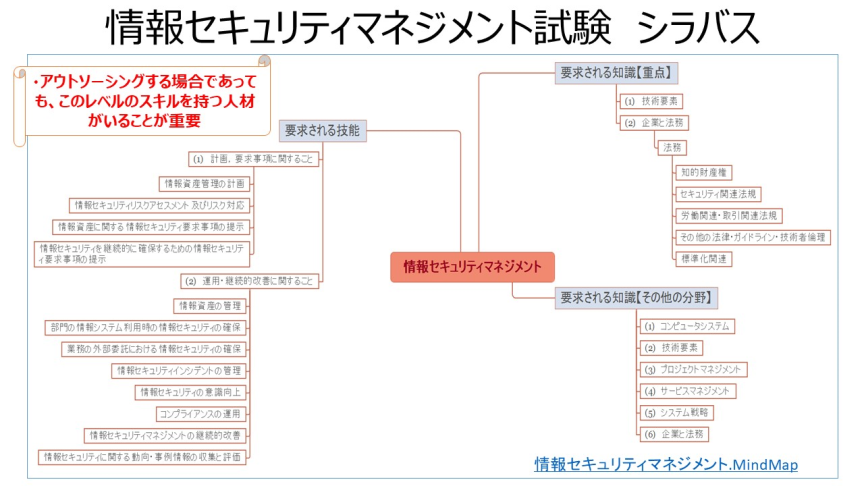 情報セキュリティマネジメント試験　シラバス
・アウトソーシングする場合であって
も、このレベルのスキルを持つ人材
がいることが重要
要求される技能
(1) 計画、要求事項に関すること
情報資産管理の計画
情報セキュリティリスクアセスメント及びリスク対応
情報資産に関する情報セキュリティ要求事項の提示
情報セキュリティを継続的に確保するための情報セキュリテ
ィ要求事項の提示
(2) 運用・継続的改善に関すること
情報資産の管理
部門の情報システム利用時の情報セキュリティの確保
業務の外部委託における情報セキュリティの確保
情報セキュリティインシデントの管理
情報セキュリティの意識向上
コンプライアンスの運用
情報セキュリティマネジメントの継続的改善
情報セキュリティに関する動向・事例情報の収集と評価
情報セキュリティマネジメント
要求される知識【重点】
(1) 技術要素
(2) 企業と法務
法務
知的財産権
セキュリティ関連法規
労働関連・取引関連法規
その他の法律・ガイドライン・技術者倫理
標準化関連
要求される知識【その他の分野】
(1) コンピュータシステム
(2) 技術要素
(3) プロジェクトマネジメント
(4) サービスマネジメント
(5) システム戦略
(6) 企業と法務
情報セキュリティマネジメント.MindMap